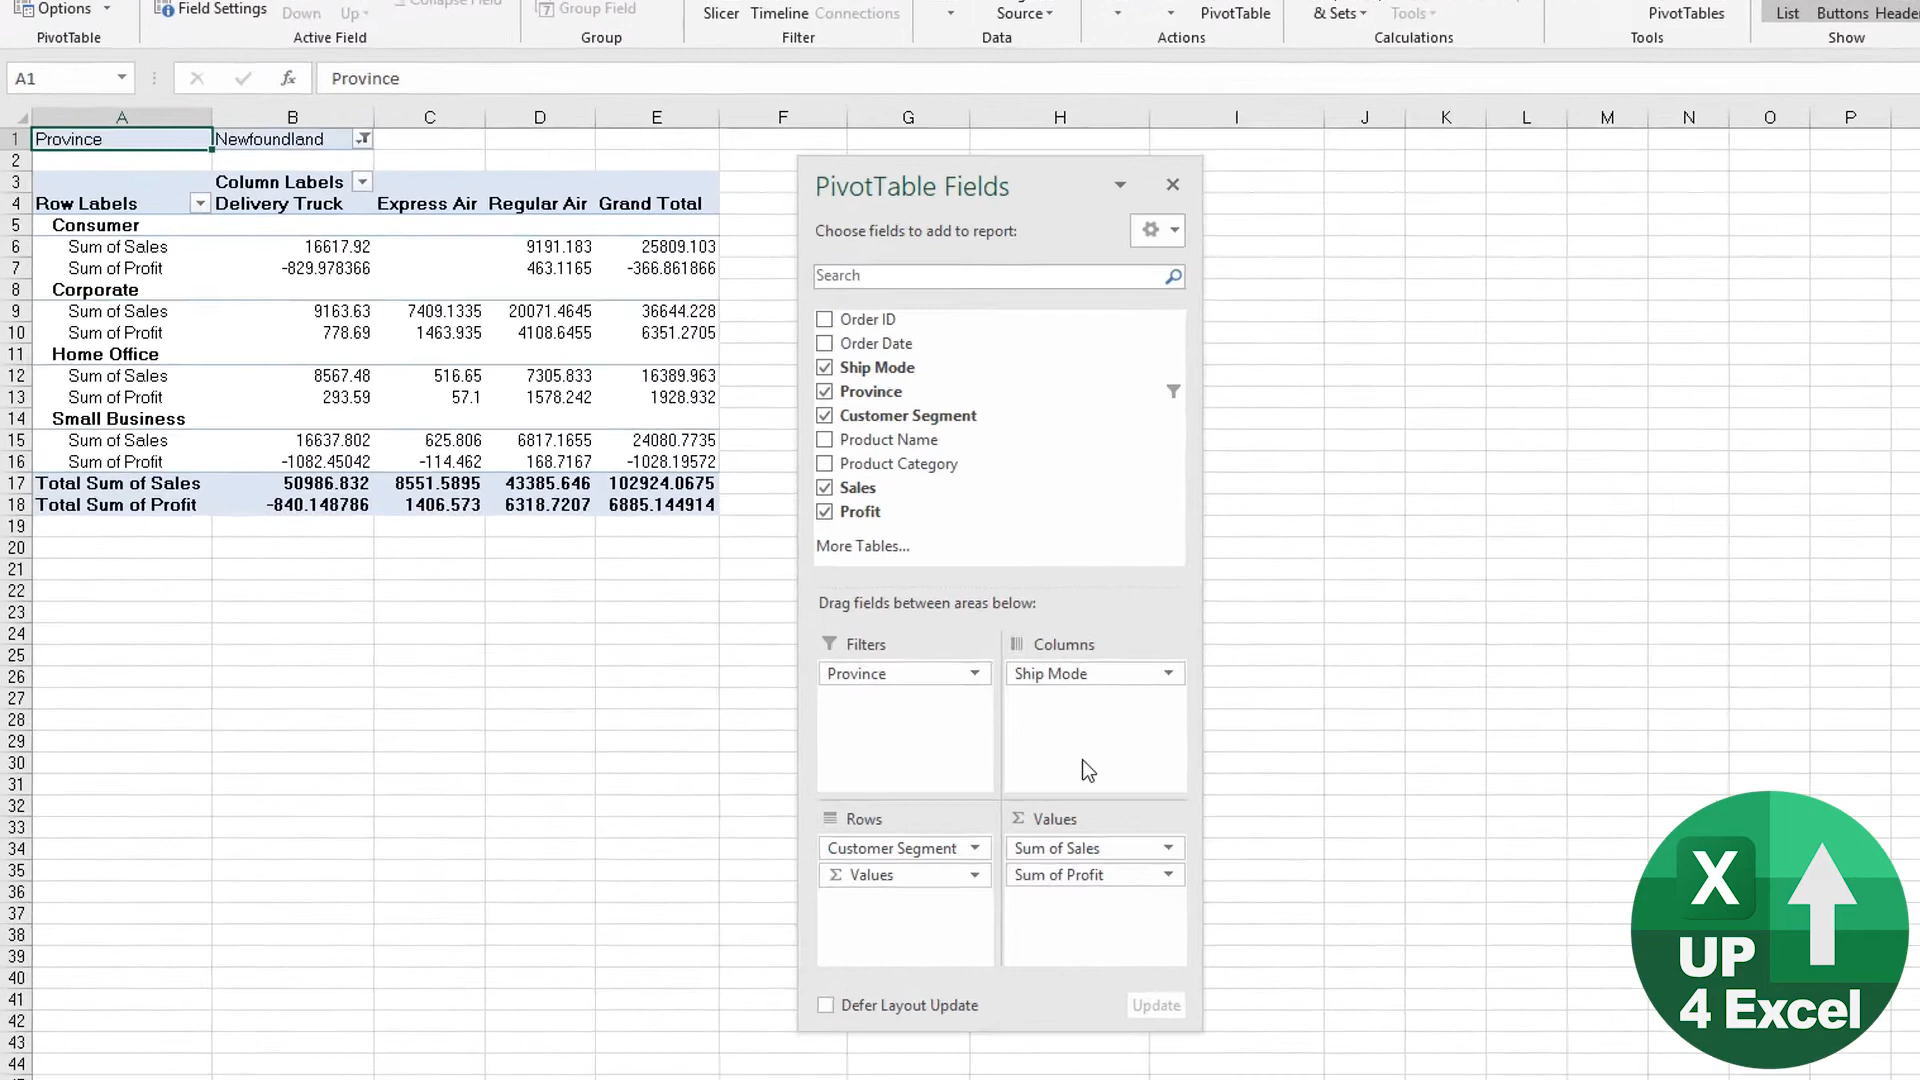 Options Field Settings Down Up Collapse Field Group Field Slicer Timeline Connections Source PivotTable & Sets Tools PivotTables List Buttons Header
PivotTable Active Field Group Filter Data Actions Calculations Tools Show
A1 fx Province
A B C D E F G H I J K L M N O P
1 Province Newfoundland
2
3 Column Labels
4 Row Labels Delivery Truck Express Air Regular Air Grand Total
5 Consumer
6 Sum of Sales 16617.92 9191.183 25809.103
7 Sum of Profit -829.978366 463.1165 -366.861866
8 Corporate
9 Sum of Sales 9163.63 7409.1335 20071.4645 36644.228
10 Sum of Profit 778.69 1463.935 4108.6455 6351.2705
11 Home Office
12 Sum of Sales 8567.48 516.65 7305.833 16389.963
13 Sum of Profit 293.59 57.1 1578.242 1928.932
14 Small Business
15 Sum of Sales 16637.802 625.806 6817.1655 24080.7735
16 Sum of Profit -1082.45042 -114.462 168.7167 -1028.19572
17 Total Sum of Sales 50986.832 8551.5895 43385.646 102924.0675
18 Total Sum of Profit -840.148786 1406.573 6318.7207 6885.144914
19
20
21
22
23
24
25
26
27
28
29
30
31
32
33
34
35
36
37
38
39
40
41
42
43
44
PivotTable Fields
Choose fields to add to report:
Search
Order ID
Order Date
Ship Mode
Province
Customer Segment
Product Name
Product Category
Sales
Profit
More Tables...
Drag fields between areas below:
Filters Columns
Province Ship Mode
Rows Σ Values
Customer Segment Sum of Sales
Σ Values Sum of Profit
Defer Layout Update Update
X
UP
4 Excel